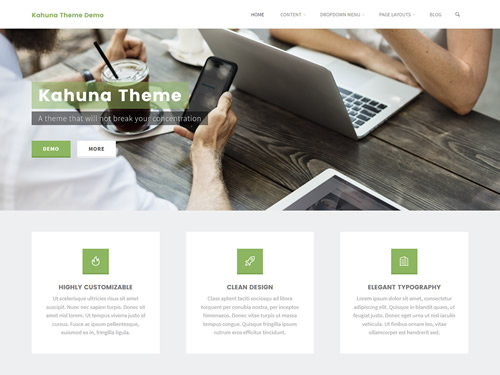 Kahuna Theme Demo
HOME CONTENT DROPDOWN MENU PAGE LAYOUTS BLOG
Kahuna Theme
A theme that will not break your concentration
DEMO MORE
HIGHLY CUSTOMIZABLE
Ut scelerisque ultricies risus sit amet
suscipit. Nunc nec sapien turpis. Donec sit
amet nisl lorem. Ut tempus viverra justo id
cursus. Fusce ac ipsum pellentesque,
euismod ex in, fringilla ligula.
CLEAN DESIGN
Class aptent taciti sociosqu ad litora
torquent per conubia nostra, per inceptos
himenaeos. Donec vitae turpis ut massa
tempus congue. Quisque fringilla ipsum
rutrum arcu efficitur tincidunt.
ELEGANT TYPOGRAPHY
Lorem ipsum dolor sit amet, consectetur
adipiscing elit. Quisque in blandit quam, ut
feugiat justo. Donec eget urna ut nisl iaculis
vehicula. Ut finibus ornare leo, vitae
ullamcorper est hendrerit sed.